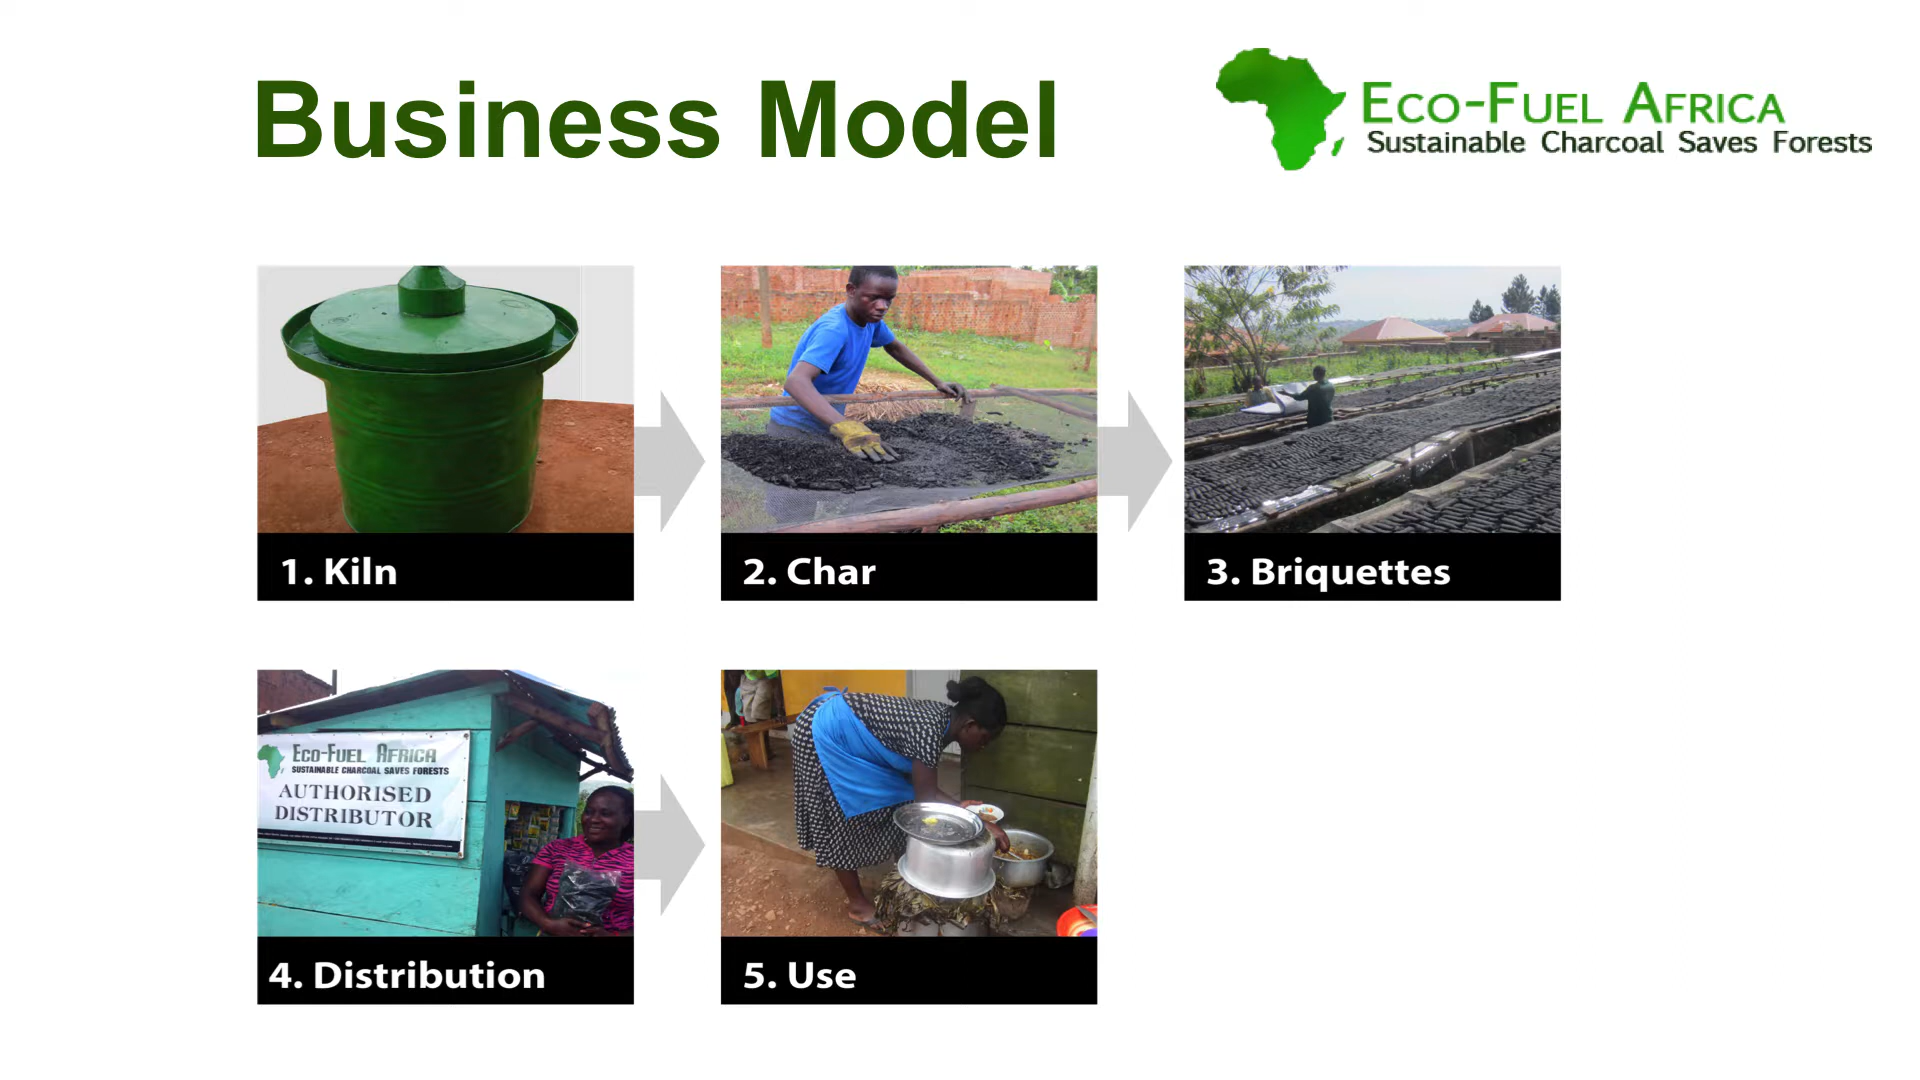 Business Model
Eco-Fuel Africa
Sustainable Charcoal Saves Forests
1. Kiln
2. Char
3. Briquettes
Eco-Fuel Africa
SUSTAINABLE CHARCOAL SAVES FORESTS
AUTHORISED
DISTRIBUTOR
4. Distribution
5. Use